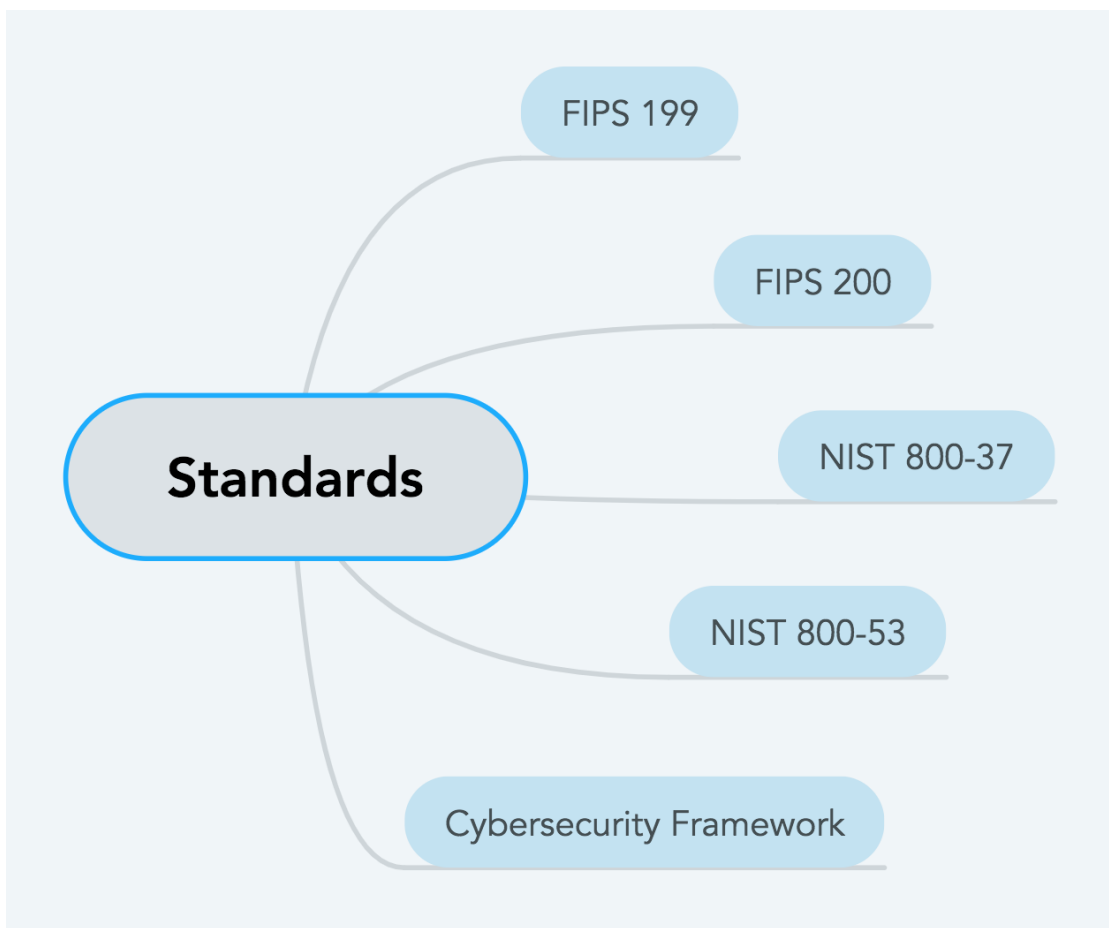 FIPS 199
FIPS 200
Standards
NIST 800-37
NIST 800-53
Cybersecurity Framework